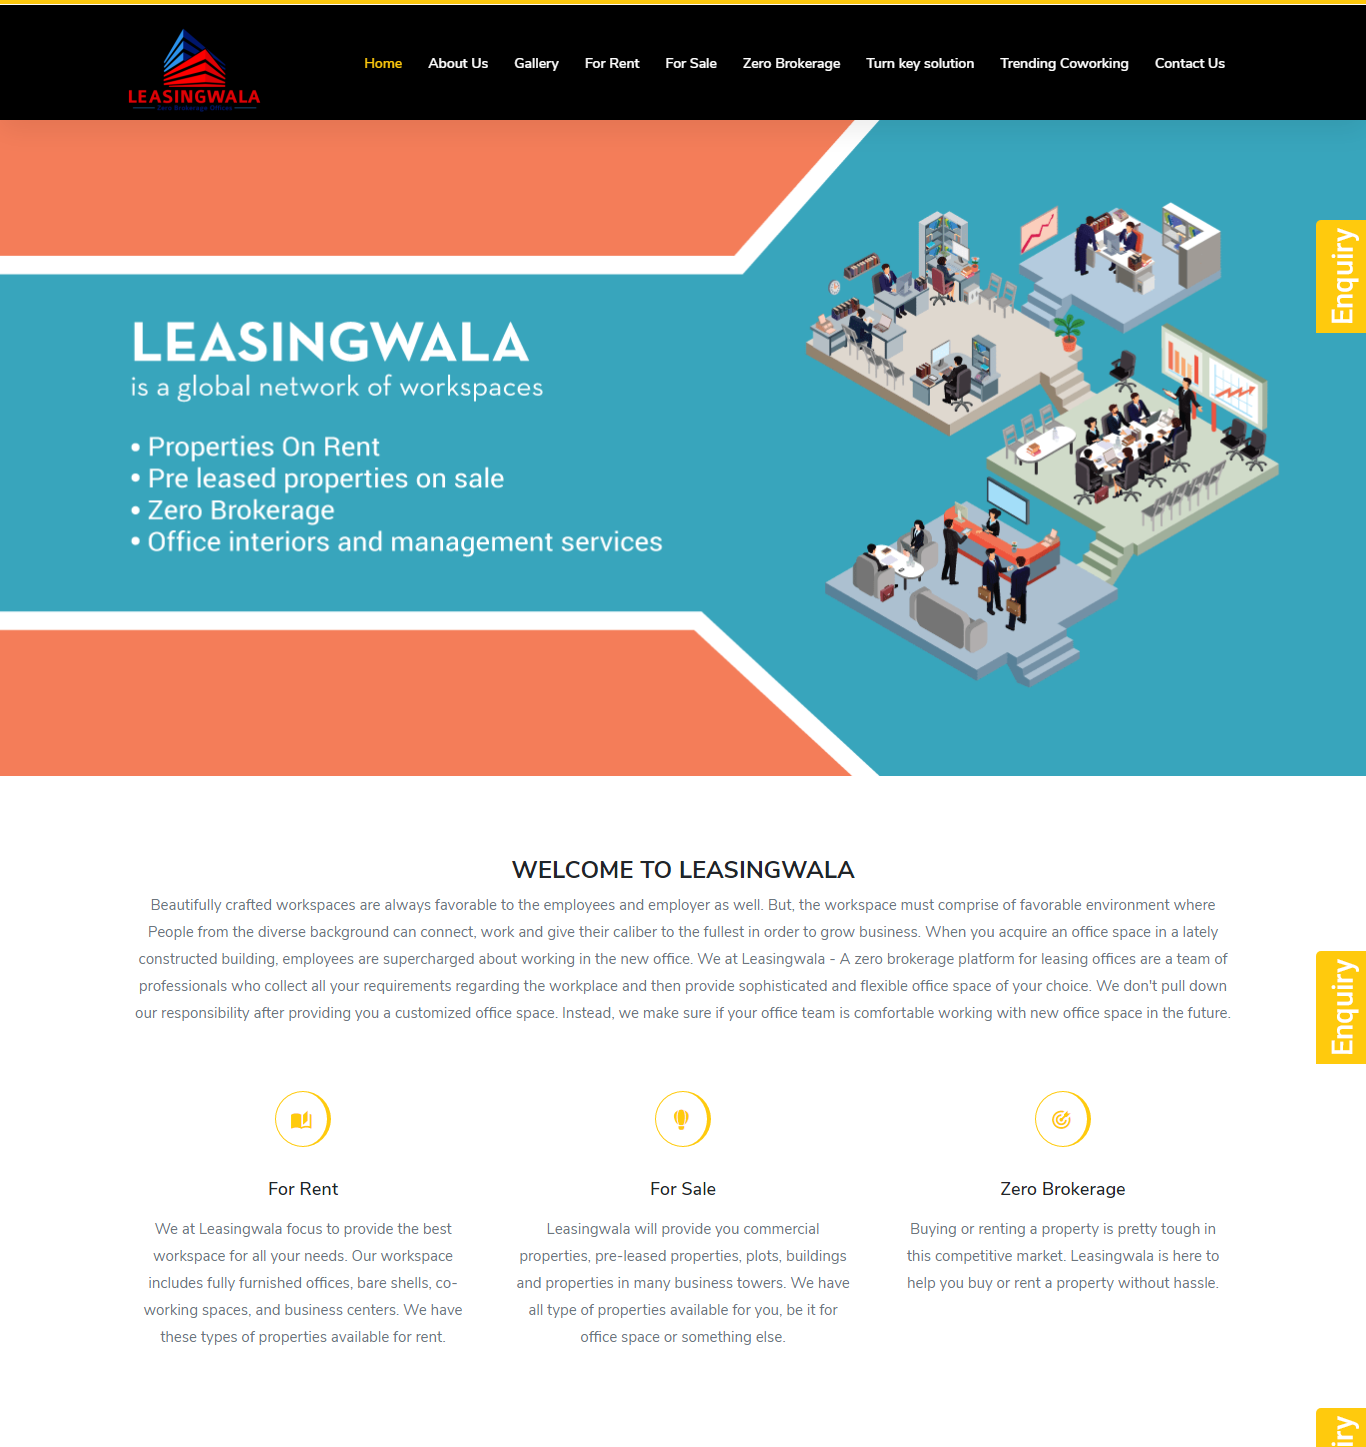 LEASINGWALA
Zero Brokerage Offices
Home About Us Gallery For Rent For Sale Zero Brokerage Turn key solution Trending Coworking Contact Us
Enquiry
LEASINGWALA
is a global network of workspaces
• Properties On Rent
• Pre leased properties on sale
• Zero Brokerage
• Office interiors and management services
WELCOME TO LEASINGWALA
Beautifully crafted workspaces are always favorable to the employees and employer as well. But, the workspace must comprise of favorable environment where
People from the diverse background can connect, work and give their caliber to the fullest in order to grow business. When you acquire an office space in a lately
constructed building, employees are supercharged about working in the new office. We at Leasingwala - A zero brokerage platform for leasing offices are a team of
professionals who collect all your requirements regarding the workplace and then provide sophisticated and flexible office space of your choice. We don't pull down
our responsibility after providing you a customized office space. Instead, we make sure if your office team is comfortable working with new office space in the future.
Enquiry
For Rent
We at Leasingwala focus to provide the best
workspace for all your needs. Our workspace
includes fully furnished offices, bare shells, co-
working spaces, and business centers. We have
these types of properties available for rent.
For Sale
Leasingwala will provide you commercial
properties, pre-leased properties, plots, buildings
and properties in many business towers. We have
all type of properties available for you, be it for
office space or something else.
Zero Brokerage
Buying or renting a property is pretty tough in
this competitive market. Leasingwala is here to
help you buy or rent a property without hassle.
iry